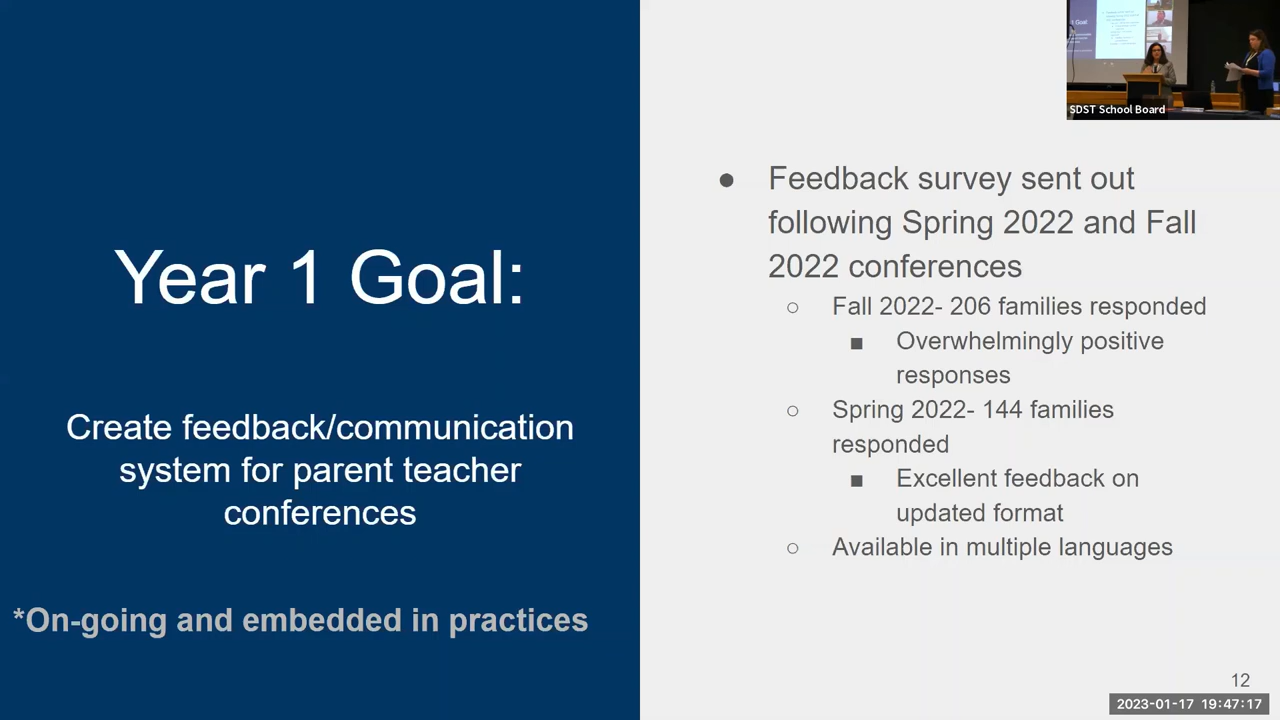 SDST School Board
Year 1 Goal:
Create feedback/communication
system for parent teacher
conferences
*On-going and embedded in practices
● Feedback survey sent out
following Spring 2022 and Fall
2022 conferences
○ Fall 2022- 206 families responded
■ Overwhelmingly positive
responses
○ Spring 2022- 144 families
responded
■ Excellent feedback on
updated format
○ Available in multiple languages
12
2023-01-17 19:47:17